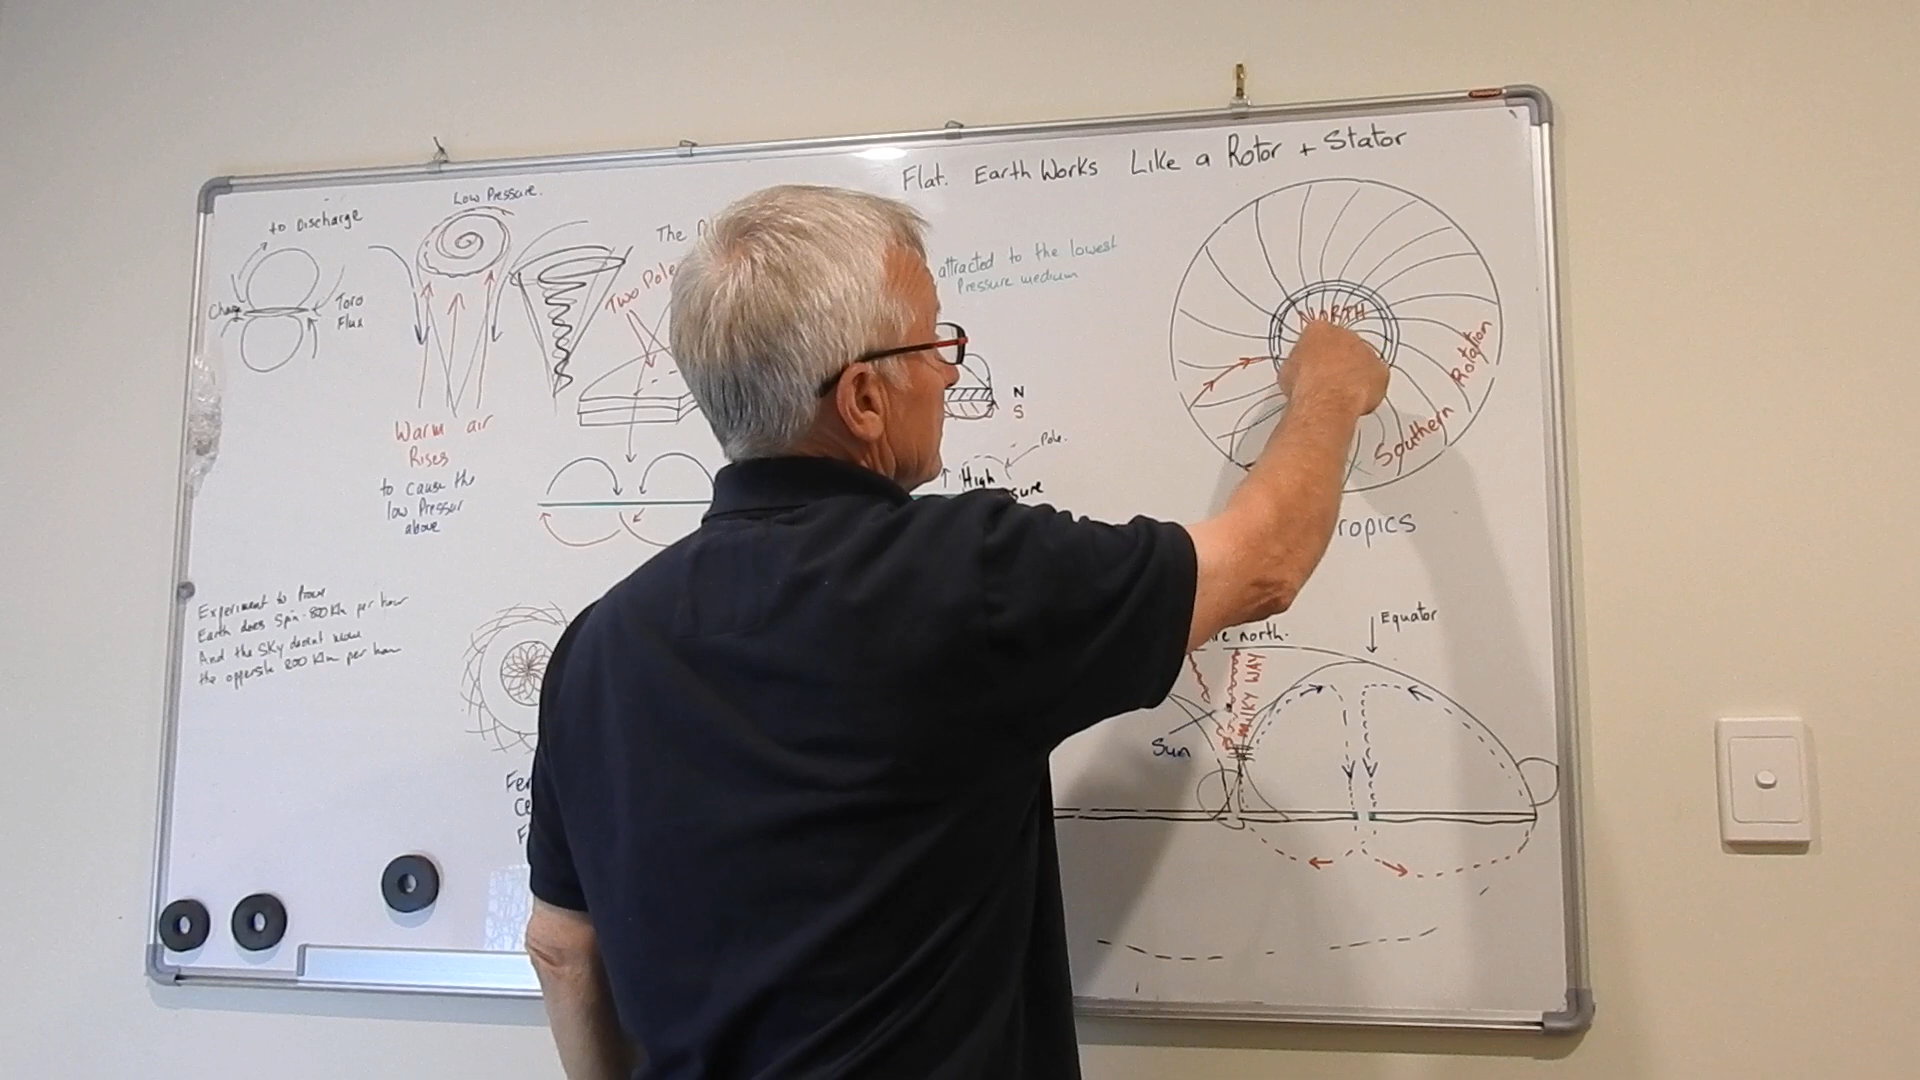 Flat. Earth Works Like a Rotor + Stator
to Discharge
Low Pressure.
The
Two Pole
attracted to the lowest
Pressure medium
Toro
Flux
NORTH
Southern Rotation
N
S
Warm air
Rises
to cause the
low Pressur
above
Pole.
High
sure
ropics
Experiment to Prove
Earth does Spin - 800 Km per hour
And the Sky doesnt move
the opposite 800 Km per hour
north.
Equator
MILKY WAY
Sun
Fer
Ce
F